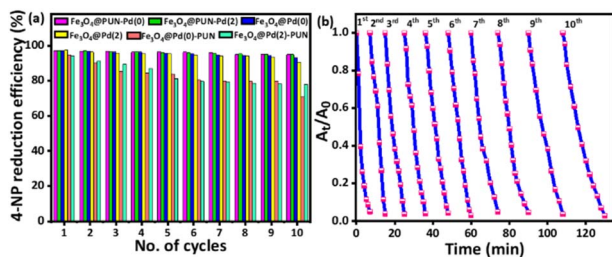 (a)
Fe₃O₄@PUN-Pd(0) Fe₃O₄@PUN-Pd(2) Fe₃O₄@Pd(0)
Fe₃O₄@Pd(2) Fe₃O₄@Pd(0)-PUN Fe₃O₄@Pd(2)-PUN
4-NP reduction efficiency (%)
100
80
60
40
20
0
1 2 3 4 5 6 7 8 9 10
No. of cycles
(b)
1st 2nd 3rd 4th 5th 6th 7th 8th 9th 10th
At/A0
1.0
0.8
0.6
0.4
0.2
0.0
0 20 40 60 80 100 120
Time (min)